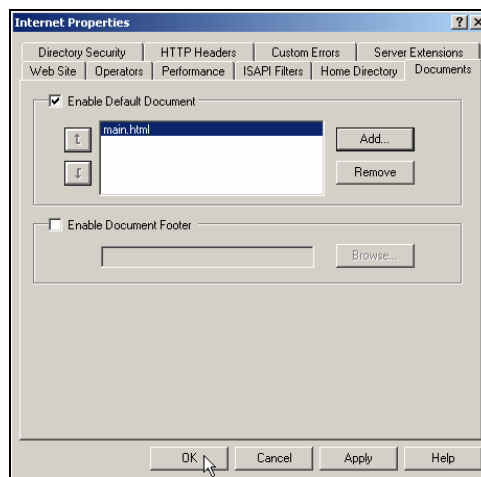 Internet Properties
Directory Security HTTP Headers Custom Errors Server Extensions
Web Site Operators Performance ISAPI Filters Home Directory Documents
Enable Default Document
main.html
Add...
Remove
Enable Document Footer
Browse...
OK Cancel Apply Help